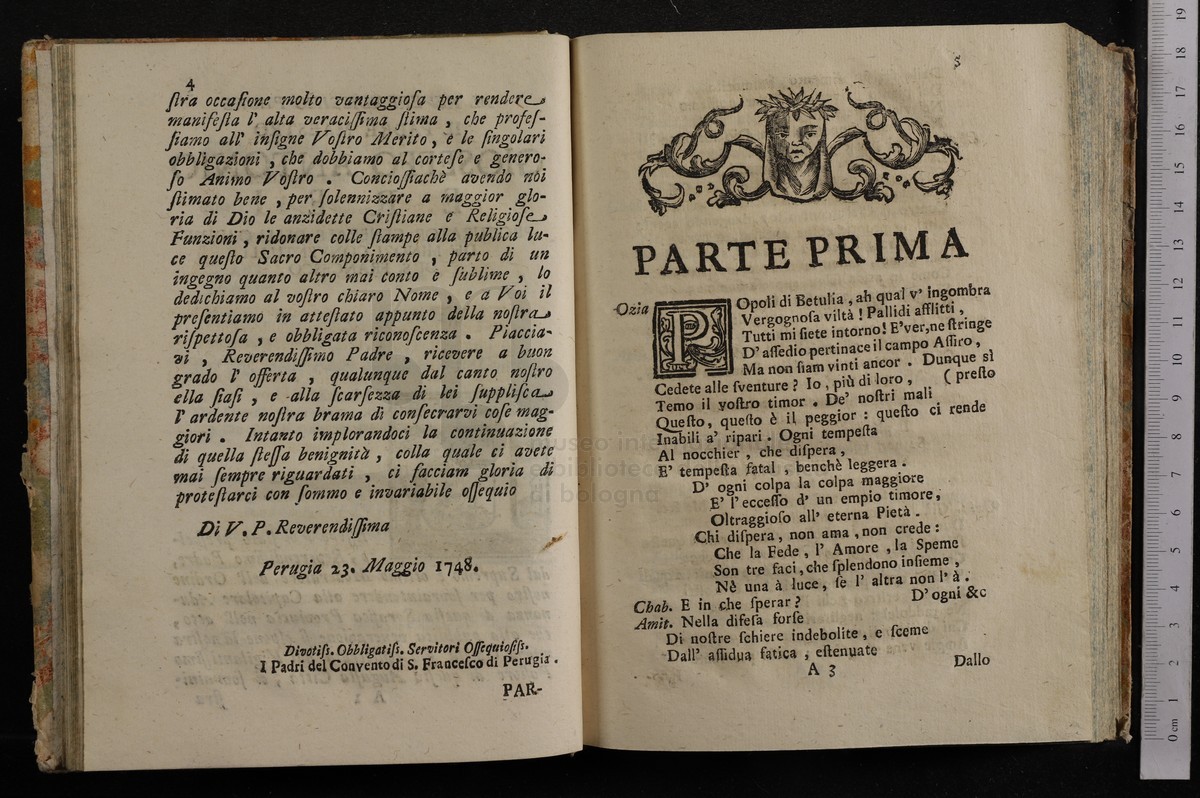 4
ſtra occaſione molto vantaggioſa per rendere
manifeſta l' alta veraciſſima ſtima , che profeſ-
ſiamo all' inſigne Voſtro Merito , e le ſingolari
obbligazioni , che dobbiamo al corteſe e genero-
ſo Animo Voſtro . Concioſſiachè avendo noi
ſtimato bene , per ſolennizzare a maggior glo-
ria di Dio le anzidette Criſtiane e Religioſe
Funzioni , ridonare colle ſtampe alla publica lu-
ce queſto Sacro Componimento , parto di un
ingegno quanto altro mai conto e ſublime , lo
dedichiamo al voſtro chiaro Nome , e a Voi il
preſentiamo in atteſtato appunto della noſtra
riſpettoſa , e obbligata riconoſcenza . Piaccia-
vi , Reverendiſſimo Padre , ricevere a buon
grado l' offerta , qualunque dal canto noſtro
ella ſiaſi , e alla ſcarſezza di lei ſuppliſca
l' ardente noſtra brama di conſecrarvi coſe mag-
giori . Intanto implorandoci la continuazione
di quella ſteſſa benignità , colla quale ci avete
mai ſempre riguardati , ci facciam gloria di
proteſtarci con ſommo e invariabile oſſequio
Di V. P. Reverendiſſima
Perugia 23. Maggio 1748.
Divotiſs. Obbligatiſs. Servitori Oſſequioſiſs.
I Padri del Convento di S. Franceſco di Perugia .
PAR-
PARTE PRIMA
Ozia POpoli di Betulia , ah qual v' ingombra
Vergognoſa viltà ! Pallidi afflitti ,
Tutti mi ſiete intorno! E'ver,ne ſtringe
D' aſſedio pertinace il campo Aſſiro ,
Ma non ſiam vinti ancor . Dunque sì
Cedete alle ſventure ? Io , più di loro , ( preſto
Temo il voſtro timor . De' noſtri mali
Queſto, queſto è il peggior : queſto ci rende
Inabili a' ripari . Ogni tempeſta
Al nocchier , che diſpera ,
E' tempeſta fatal , benchè leggera .
D' ogni colpa la colpa maggiore
E' l' ecceſſo d' un empio timore,
Oltraggioſo all' eterna Pietà .
Chi diſpera, non ama , non crede :
Che la Fede , l' Amore , la Speme
Son tre faci, che ſplendono inſieme ,
Nè una à luce, ſe l' altra non l' à .
D' ogni &c
Chab. E in che ſperar ?
Amit. Nella difeſa forſe
Di noſtre ſchiere indebolite, e ſceme
Dall' aſſidua fatica , eſtenuate
A 3
Dallo